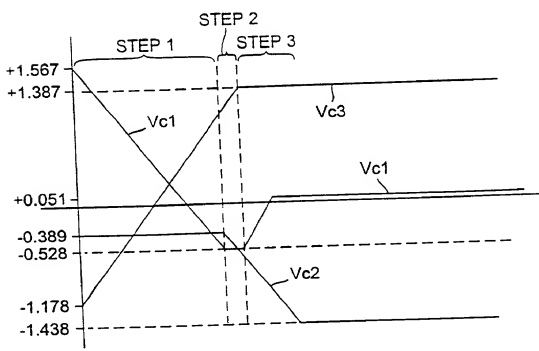 STEP 2
STEP 1
STEP 3
+1.567
+1.387
Vc1
Vc3
Vc1
+0.051
-0.389
-0.528
Vc2
-1.178
-1.438